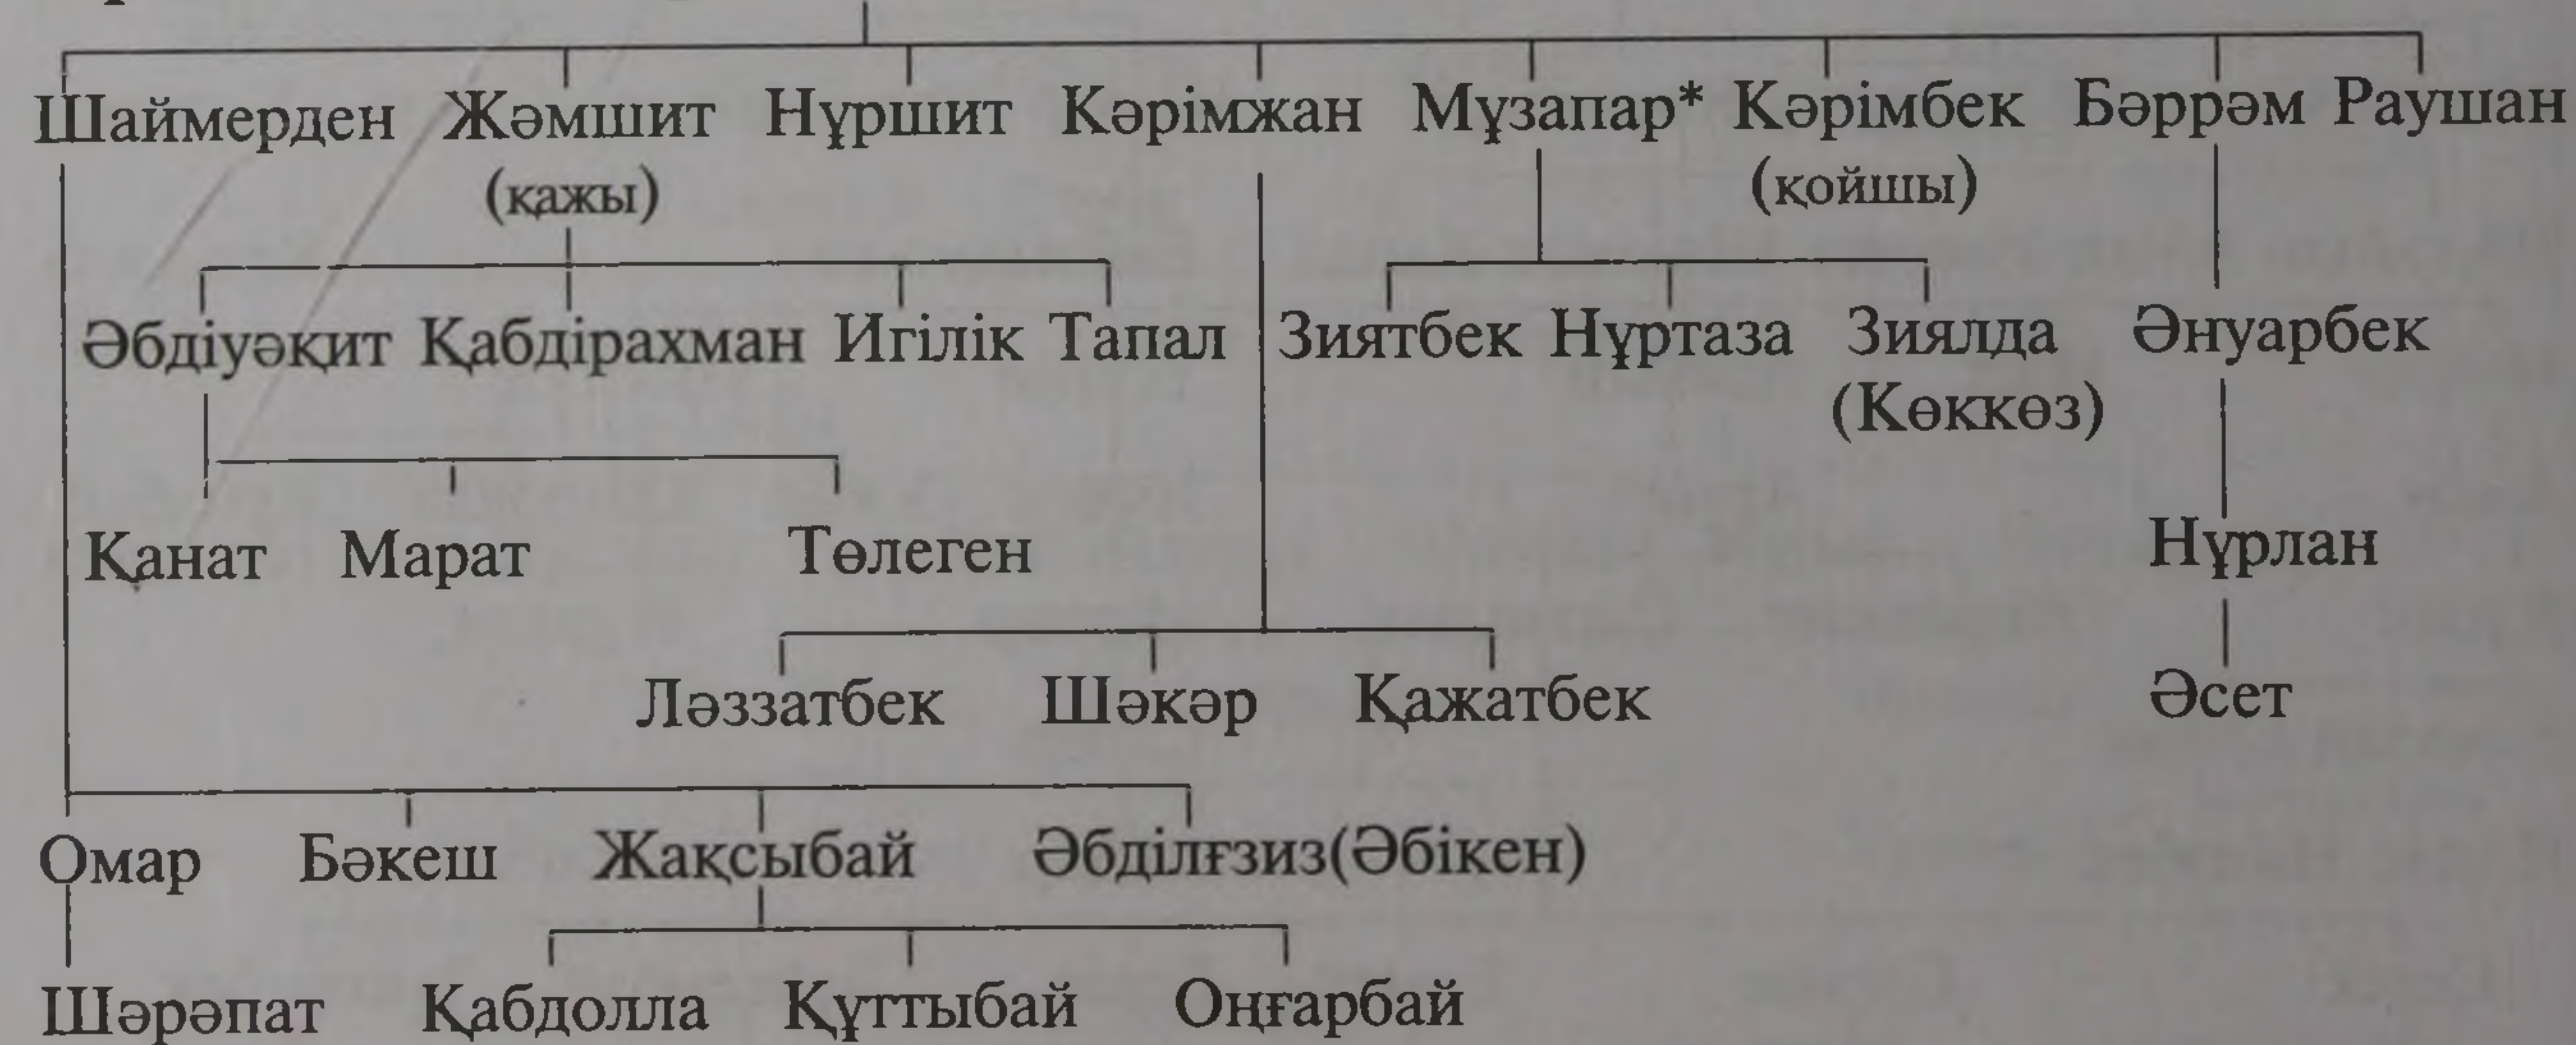 Шаймерден Жәмшит Нұршит Кәрімжан Мұзапар* Кәрімбек Бәррәм Раушан
(қажы) (қойшы)
Әбдіуәқит Қабдірахман Игілік Тапал Зиятбек Нұртаза Зиялда Әнуарбек
(Көккөз)
Қанат Марат Төлеген Нұрлан
Ләззатбек Шәкәр Қажатбек Әсет
Омар Бәкеш Жақсыбай Әбділғзиз(Әбікен)
Шәрәпат Қабдолла Құттыбай Оңғарбай